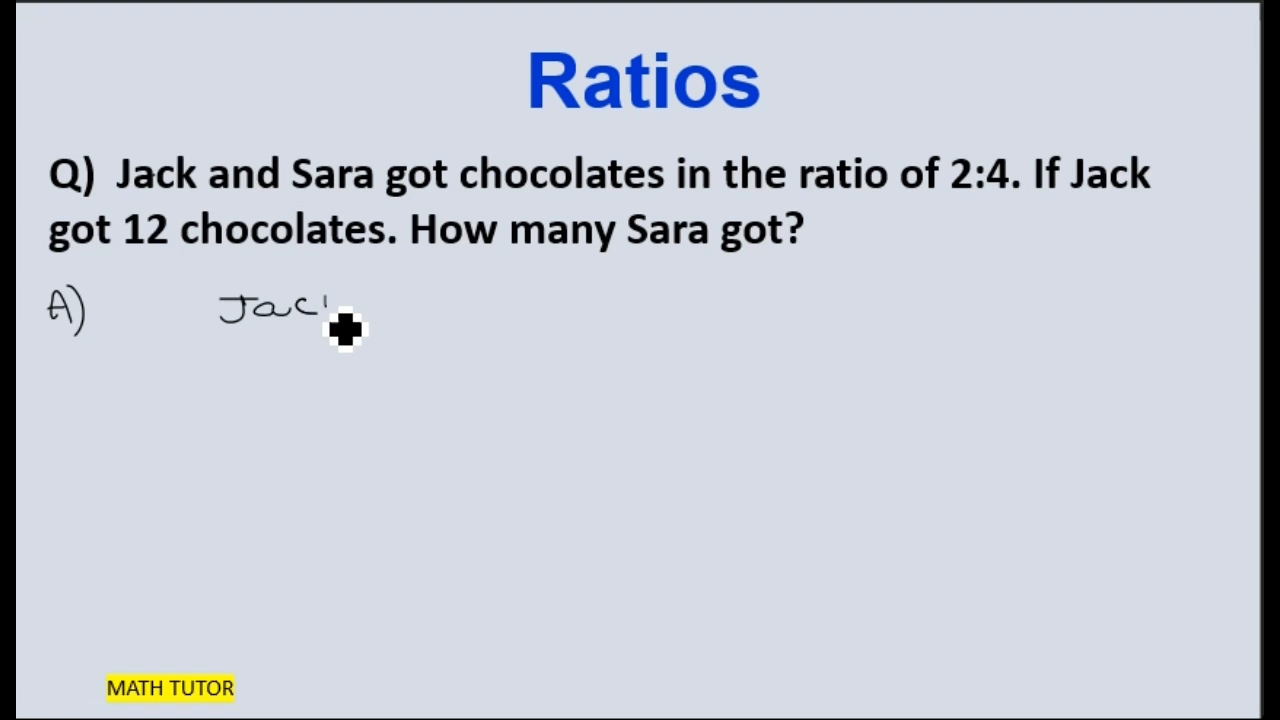 Ratios
Q) Jack and Sara got chocolates in the ratio of 2:4. If Jack
got 12 chocolates. How many Sara got?
A) Jac
MATH TUTOR